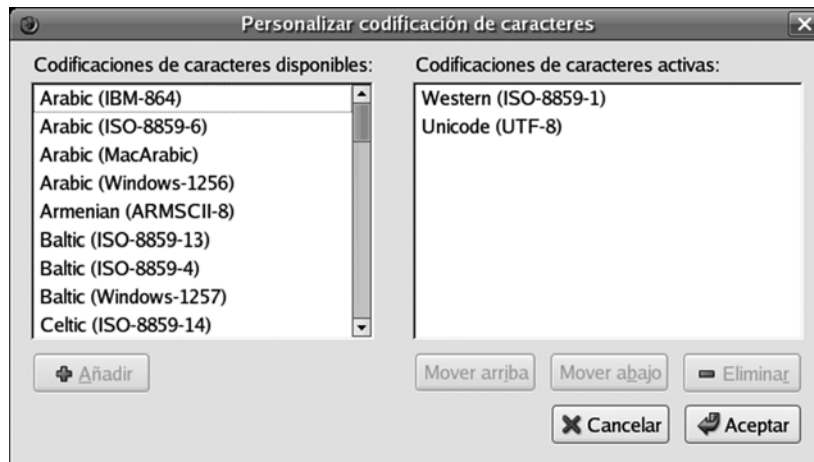 Personalizar codificación de caracteres
Codificaciones de caracteres disponibles:
Arabic (IBM-864)
Arabic (ISO-8859-6)
Arabic (MacArabic)
Arabic (Windows-1256)
Armenian (ARMSCII-8)
Baltic (ISO-8859-13)
Baltic (ISO-8859-4)
Baltic (Windows-1257)
Celtic (ISO-8859-14)
Añadir
Codificaciones de caracteres activas:
Western (ISO-8859-1)
Unicode (UTF-8)
Mover arriba
Mover abajo
Eliminar
Cancelar
Aceptar